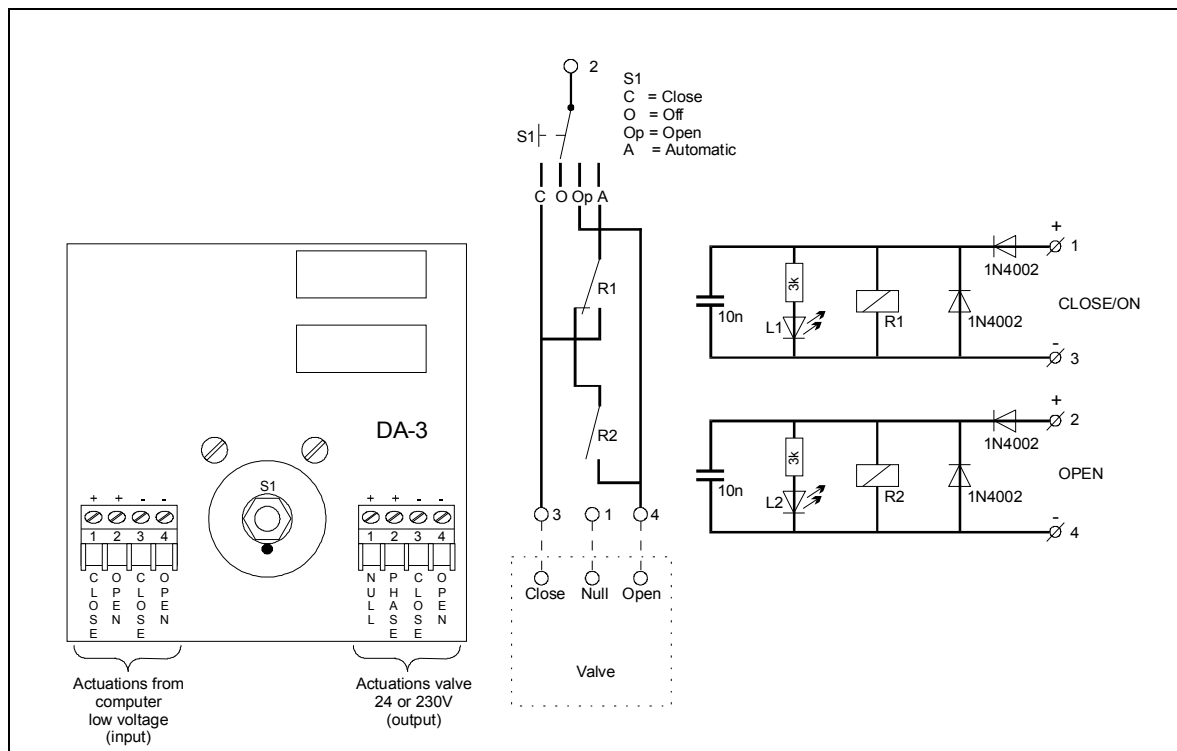 2
S1
C = Close
O = Off
Op = Open
A = Automatic
S1
C O Op A
R1
R2
3 1 4
Close Null Open
Valve
DA-3
S1
+ + - -
1 2 3 4
CLOSE OPEN CLOSE OPEN
+ + - -
1 2 3 4
NULL PHASE CLOSE OPEN
Actuations from
computer
low voltage
(input)
Actuations valve
24 or 230V
(output)
+
1
1N4002
3k
10n
L1
R1
1N4002
CLOSE/ON
-
3
+
2
1N4002
3k
10n
L2
R2
1N4002
OPEN
-
4